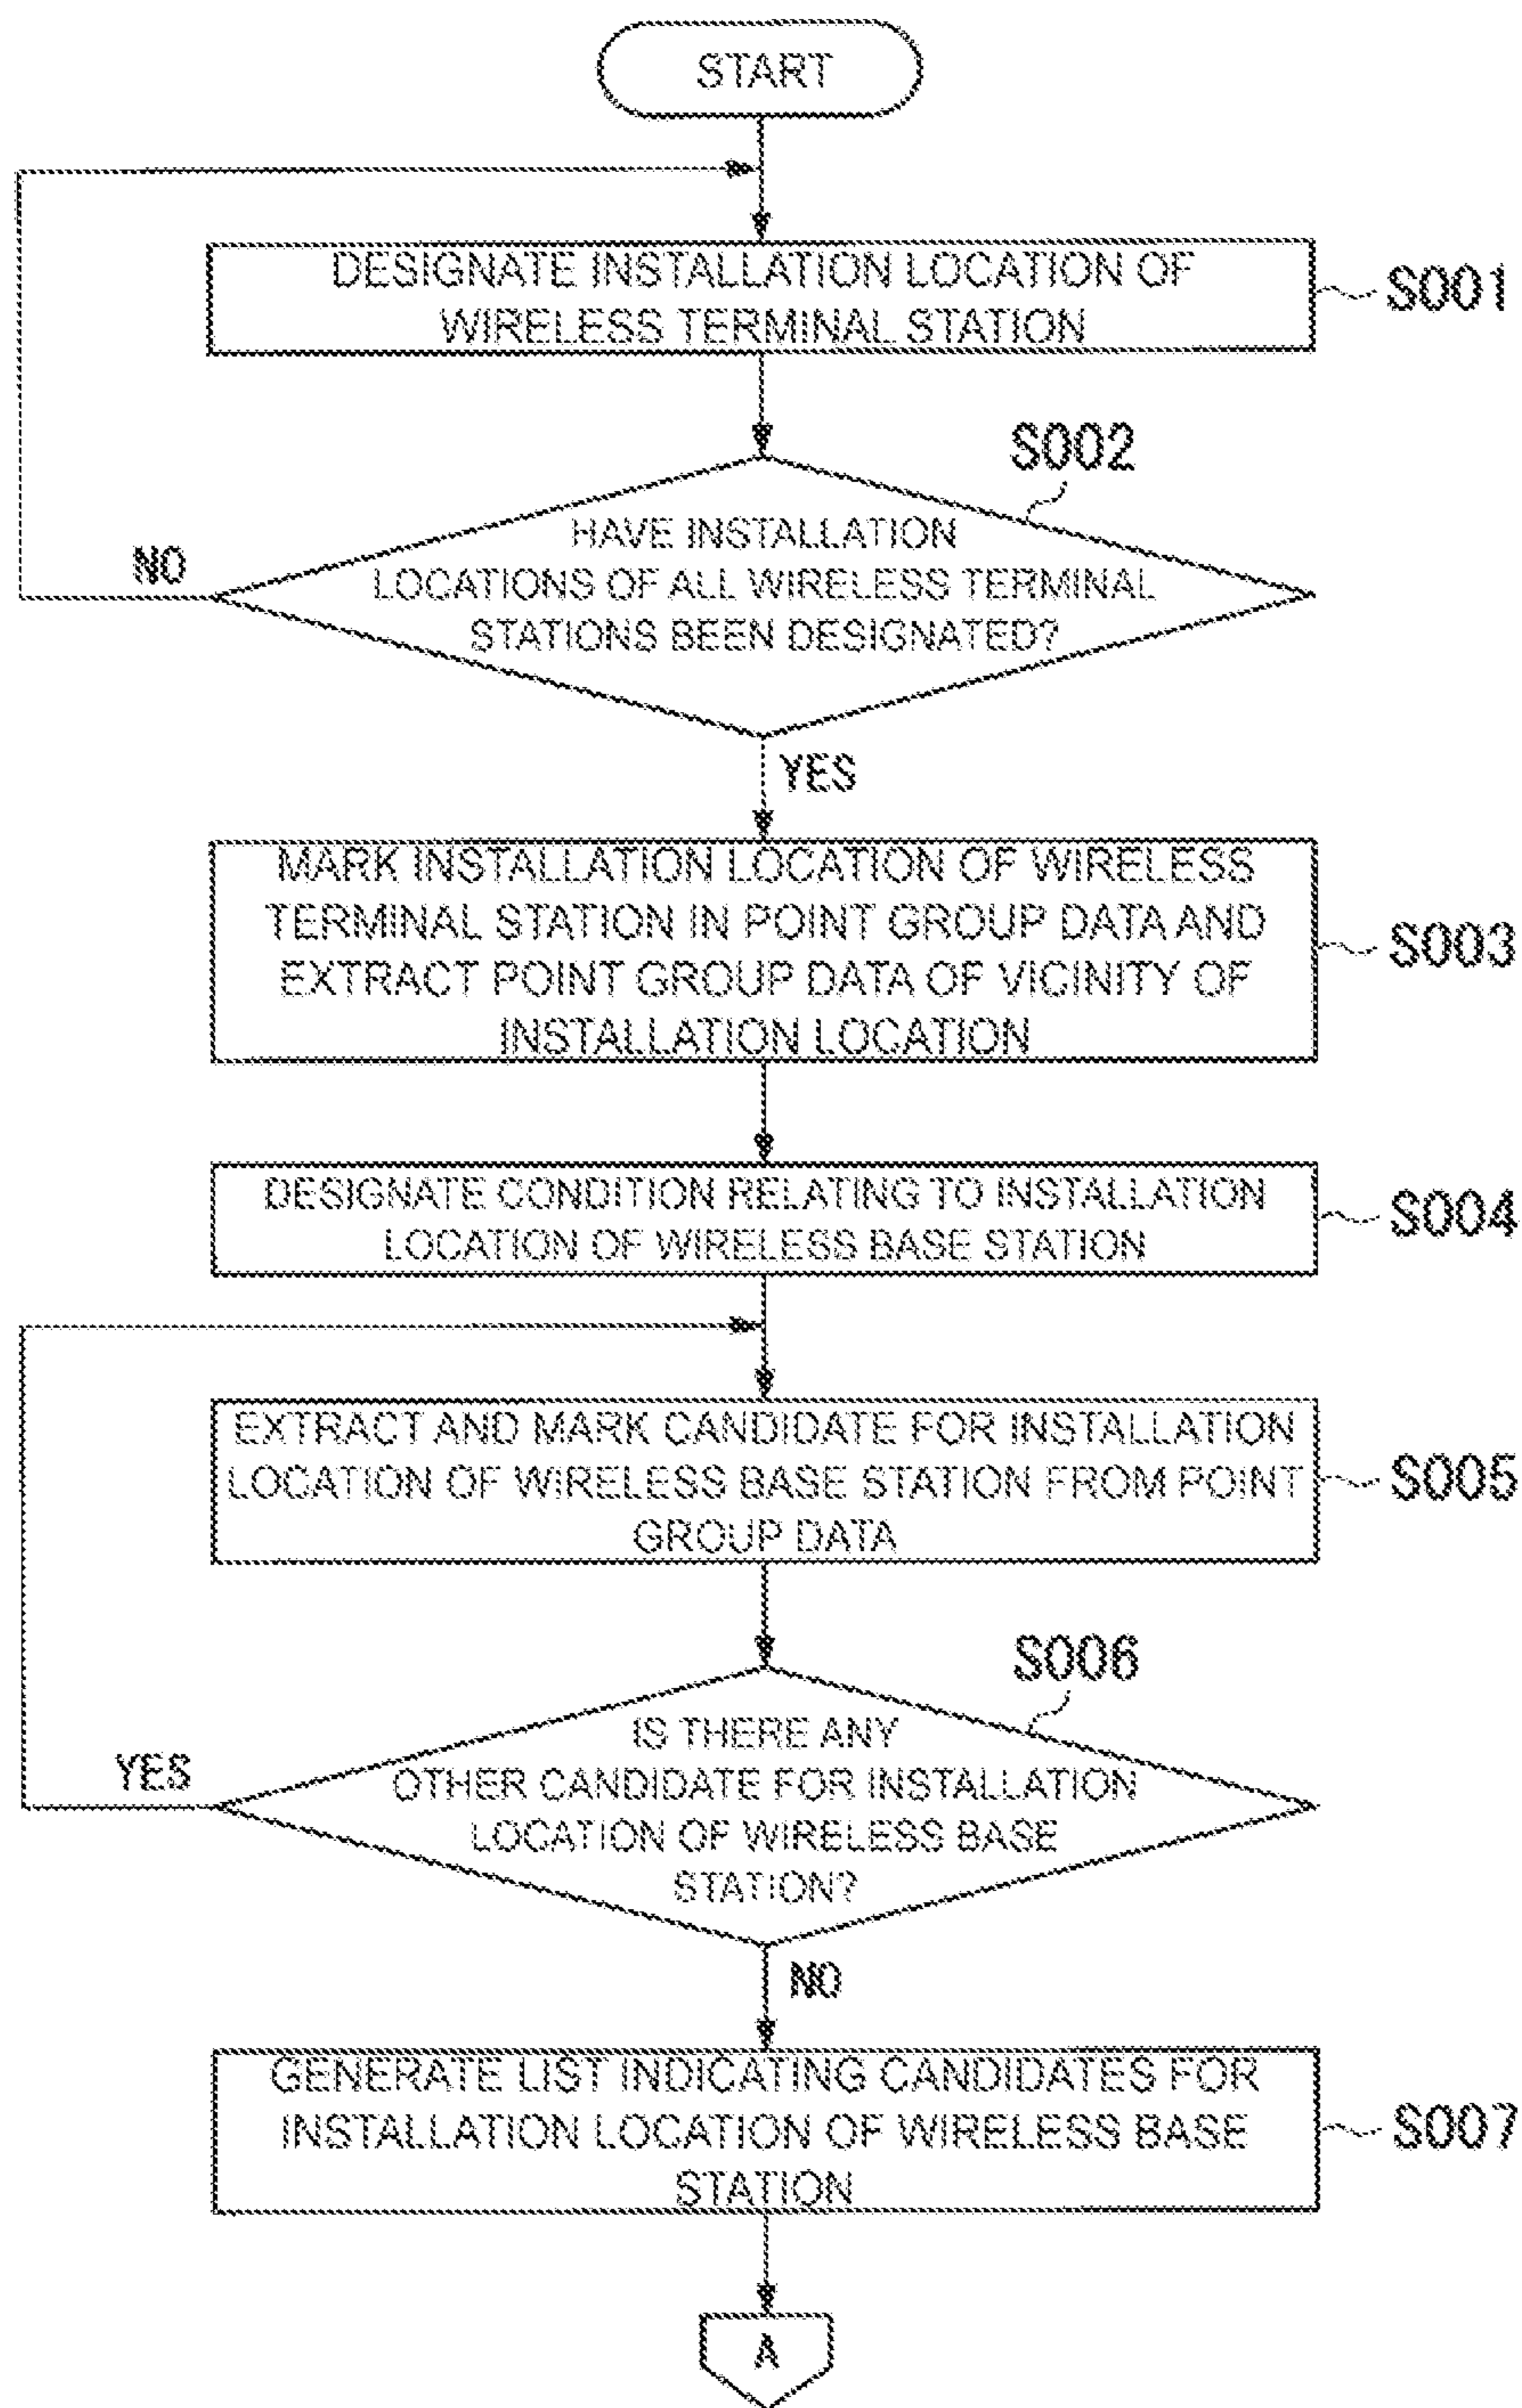 START
DESIGNATE INSTALLATION LOCATION OF
WIRELESS TERMINAL STATION
S001
S002
HAVE INSTALLATION
LOCATIONS OF ALL WIRELESS TERMINAL
STATIONS BEEN DESIGNATED?
NO
YES
MARK INSTALLATION LOCATION OF WIRELESS
TERMINAL STATION IN POINT GROUP DATA AND
EXTRACT POINT GROUP DATA OF VICINITY OF
INSTALLATION LOCATION
S003
DESIGNATE CONDITION RELATING TO INSTALLATION
LOCATION OF WIRELESS BASE STATION
S004
EXTRACT AND MARK CANDIDATE FOR INSTALLATION
LOCATION OF WIRELESS BASE STATION FROM POINT
GROUP DATA
S005
S006
IS THERE ANY
OTHER CANDIDATE FOR INSTALLATION
LOCATION OF WIRELESS BASE
STATION?
YES
NO
GENERATE LIST INDICATING CANDIDATES FOR
INSTALLATION LOCATION OF WIRELESS BASE
STATION
S007
A